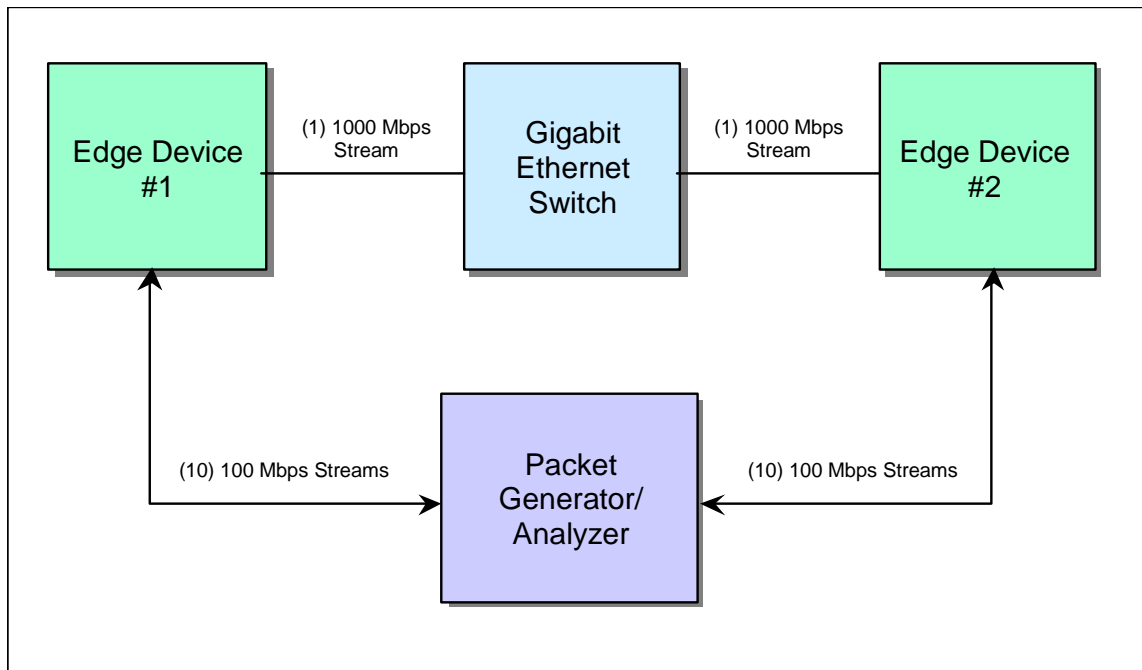 Edge Device
#1
(1) 1000 Mbps
Stream
Gigabit
Ethernet
Switch
(1) 1000 Mbps
Stream
Edge Device
#2
(10) 100 Mbps Streams
Packet
Generator/
Analyzer
(10) 100 Mbps Streams